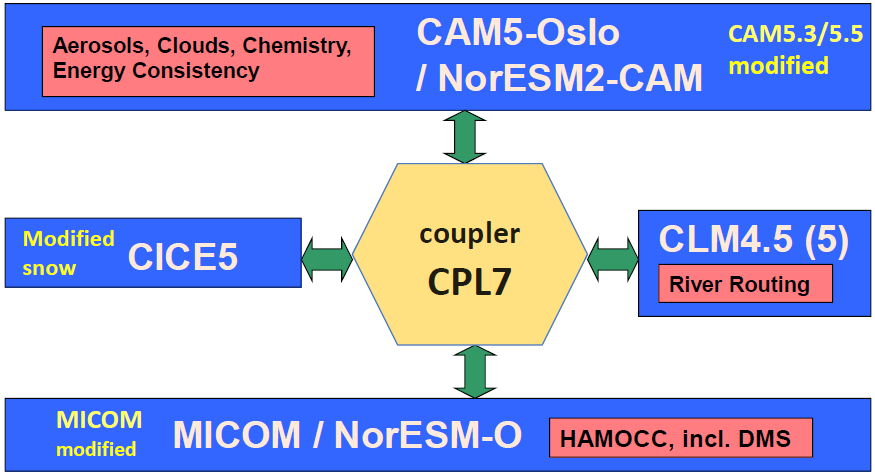 Aerosols, Clouds, Chemistry,
Energy Consistency
CAM5-Oslo
/ NorESM2-CAM
CAM5.3/5.5
modified
Modified
snow
CICE5
coupler
CPL7
CLM4.5 (5)
River Routing
MICOM
modified
MICOM / NorESM-O
HAMOCC, incl. DMS